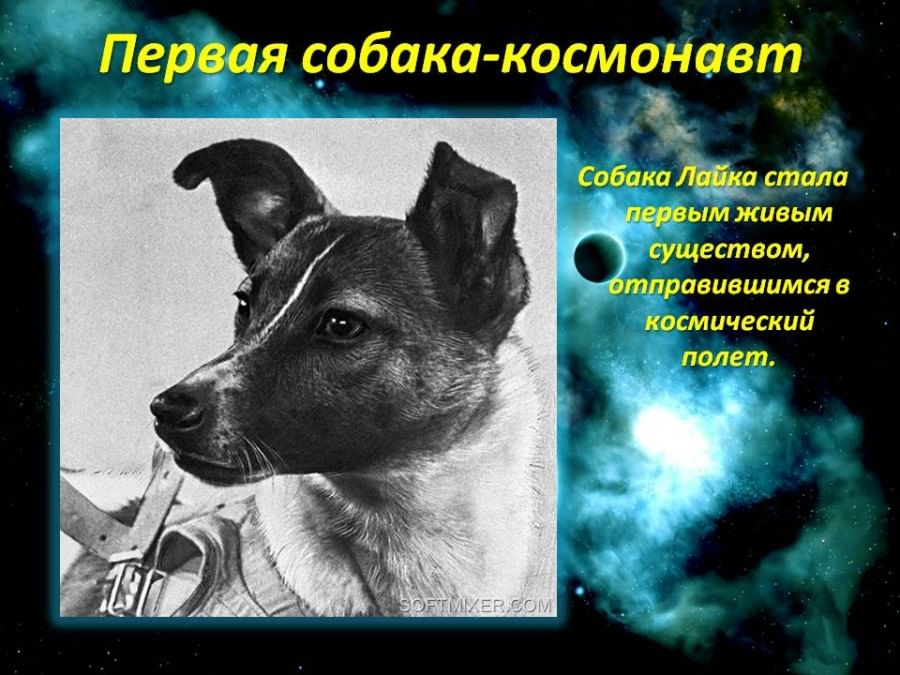 Первая собака-космонавт
Собака Лайка стала
первым живым
существом,
отправившимся в
космический
полет.
SOFTMIXER.COM